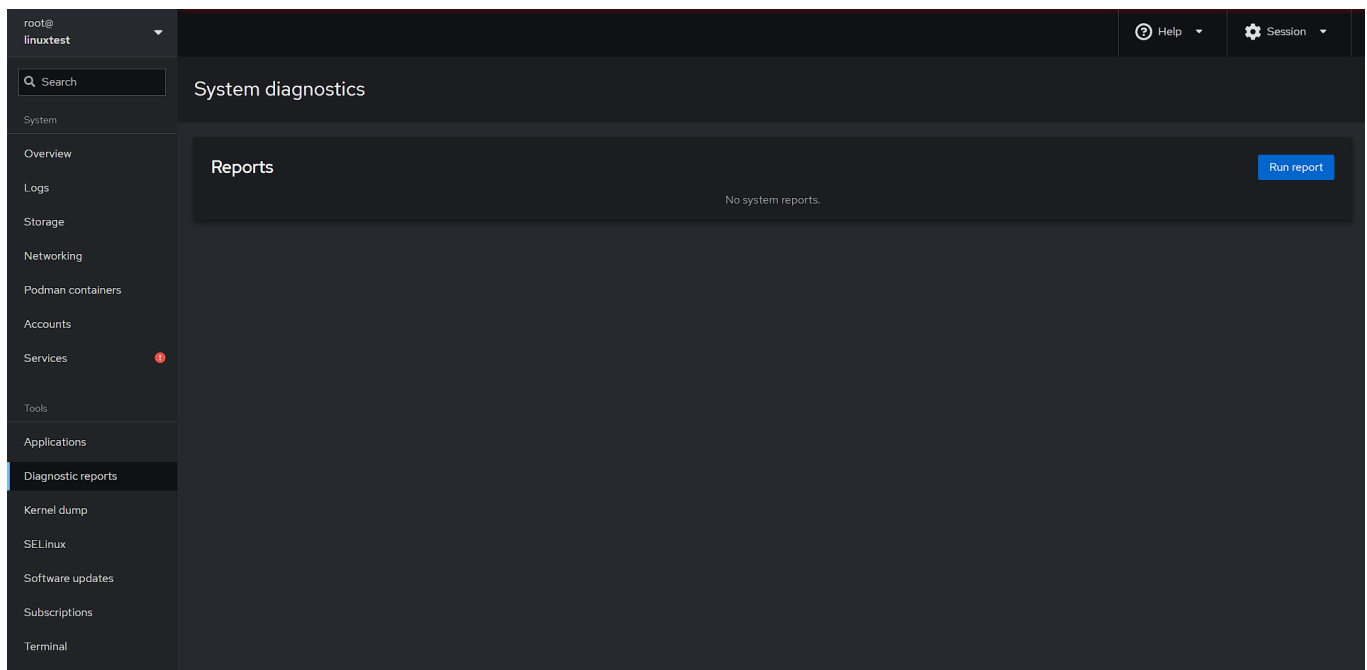 root@
linuxtest
Help
Session
Search
System diagnostics
System
Overview
Reports
Run report
No system reports.
Logs
Storage
Networking
Podman containers
Accounts
Services
Tools
Applications
Diagnostic reports
Kernel dump
SELinux
Software updates
Subscriptions
Terminal